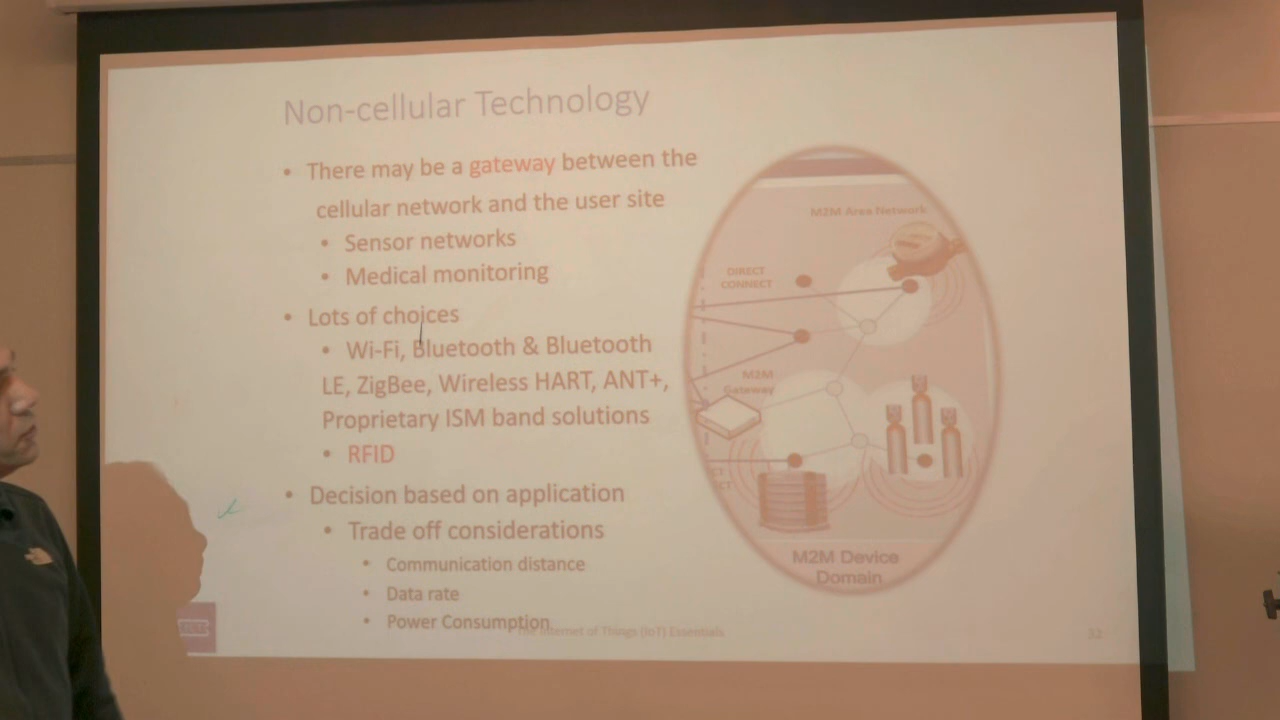 Non-cellular Technology
• There may be a gateway between the
cellular network and the user site
• Sensor networks
• Medical monitoring
• Lots of choices
• Wi-Fi, Bluetooth & Bluetooth
LE, ZigBee, Wireless HART, ANT+,
Proprietary ISM band solutions
• RFID
• Decision based on application
• Trade off considerations
• Communication distance
• Data rate
• Power Consumption
M2M Area Network
DIRECT
CONNECT
M2M
Gateway
M2M Device
Domain
The Internet of Things (IoT) Essentials
32